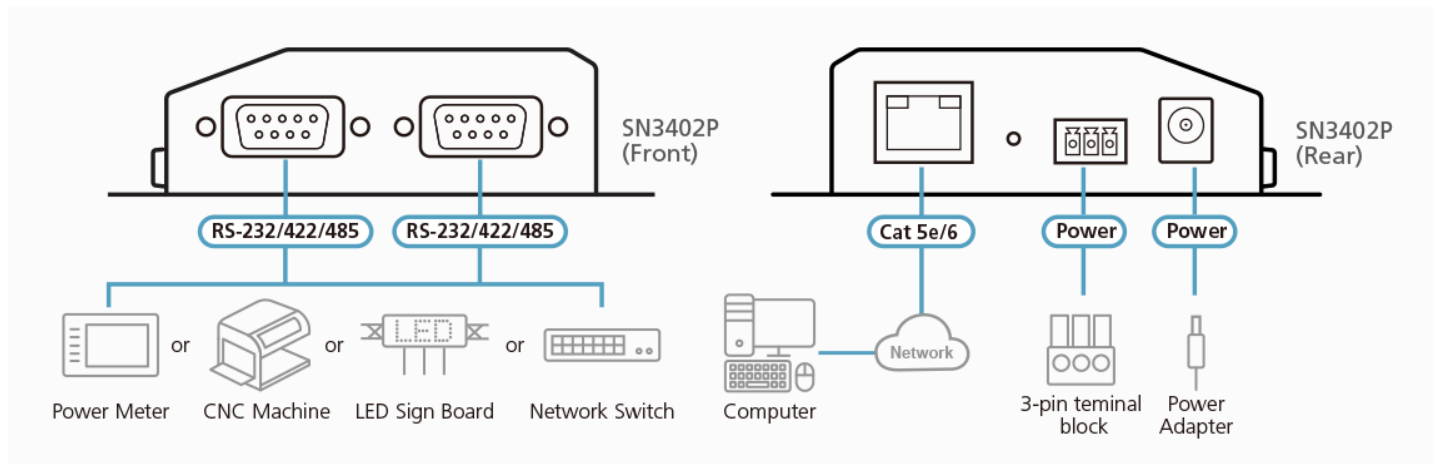 SN3402P
(Front)
SN3402P
(Rear)
RS-232/422/485
RS-232/422/485
Cat 5e/6
Power
Power
LED
or
or
or
Network
Power Meter
CNC Machine
LED Sign Board
Network Switch
Computer
3-pin teminal
block
Power
Adapter